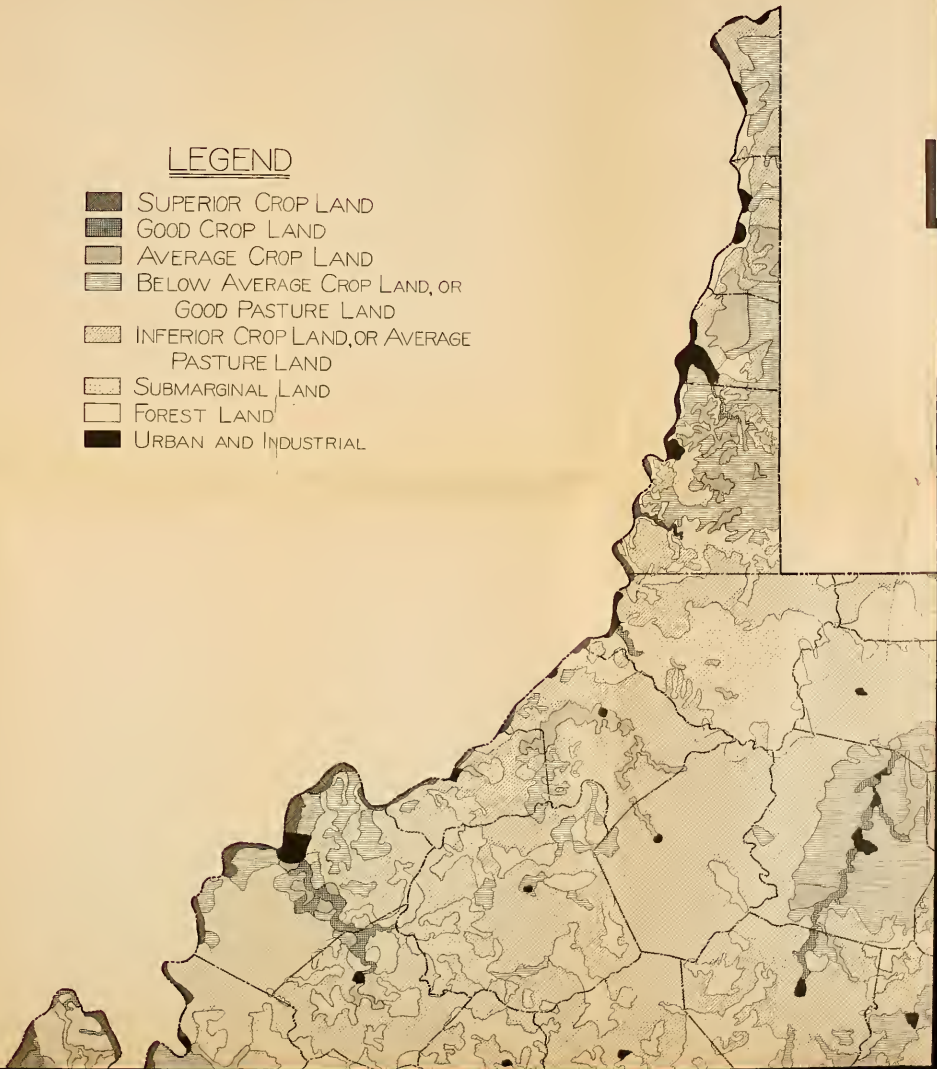 LEGEND
SUPERIOR CROP LAND
GOOD CROP LAND
AVERAGE CROP LAND
BELOW AVERAGE CROP LAND, OR
GOOD PASTURE LAND
INFERIOR CROP LAND, OR AVERAGE
PASTURE LAND
SUBMARGINAL LAND
FOREST LAND
URBAN AND INDUSTRIAL